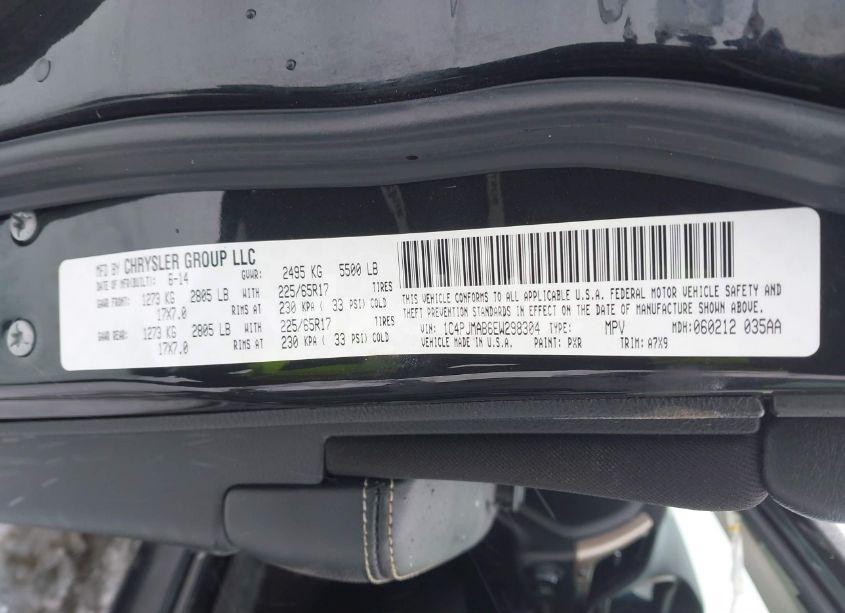 MFD BY CHRYSLER GROUP LLC
DATE OF MFR(BUILT): 6-14 GVWR: 2495 KG 5500 LB
GAWR FRONT: 1273 KG 2805 LB WITH 225/65R17 TIRES
17X7.0 RIMS AT 230 KPA ( 33 PSI) COLD
GAWR REAR: 1273 KG 2805 LB WITH 225/65R17 TIRES
17X7.0 RIMS AT 230 KPA ( 33 PSI) COLD
THIS VEHICLE CONFORMS TO ALL APPLICABLE U.S.A. FEDERAL MOTOR VEHICLE SAFETY AND
THEFT PREVENTION STANDARDS IN EFFECT ON THE DATE OF MANUFACTURE SHOWN ABOVE.
VIN: 1C4PJMAB6EW298304 TYPE: MPV MDH: 060212 035AA
VEHICLE MADE IN U.S.A. PAINT: PXR TRIM: A7X9